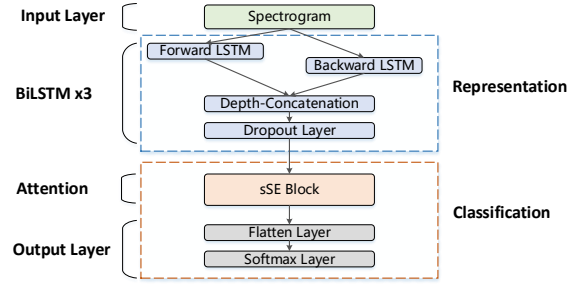 Input Layer
Spectrogram
Forward LSTM
Backward LSTM
BiLSTM x3
Representation
Depth-Concatenation
Dropout Layer
Attention
sSE Block
Classification
Flatten Layer
Output Layer
Softmax Layer